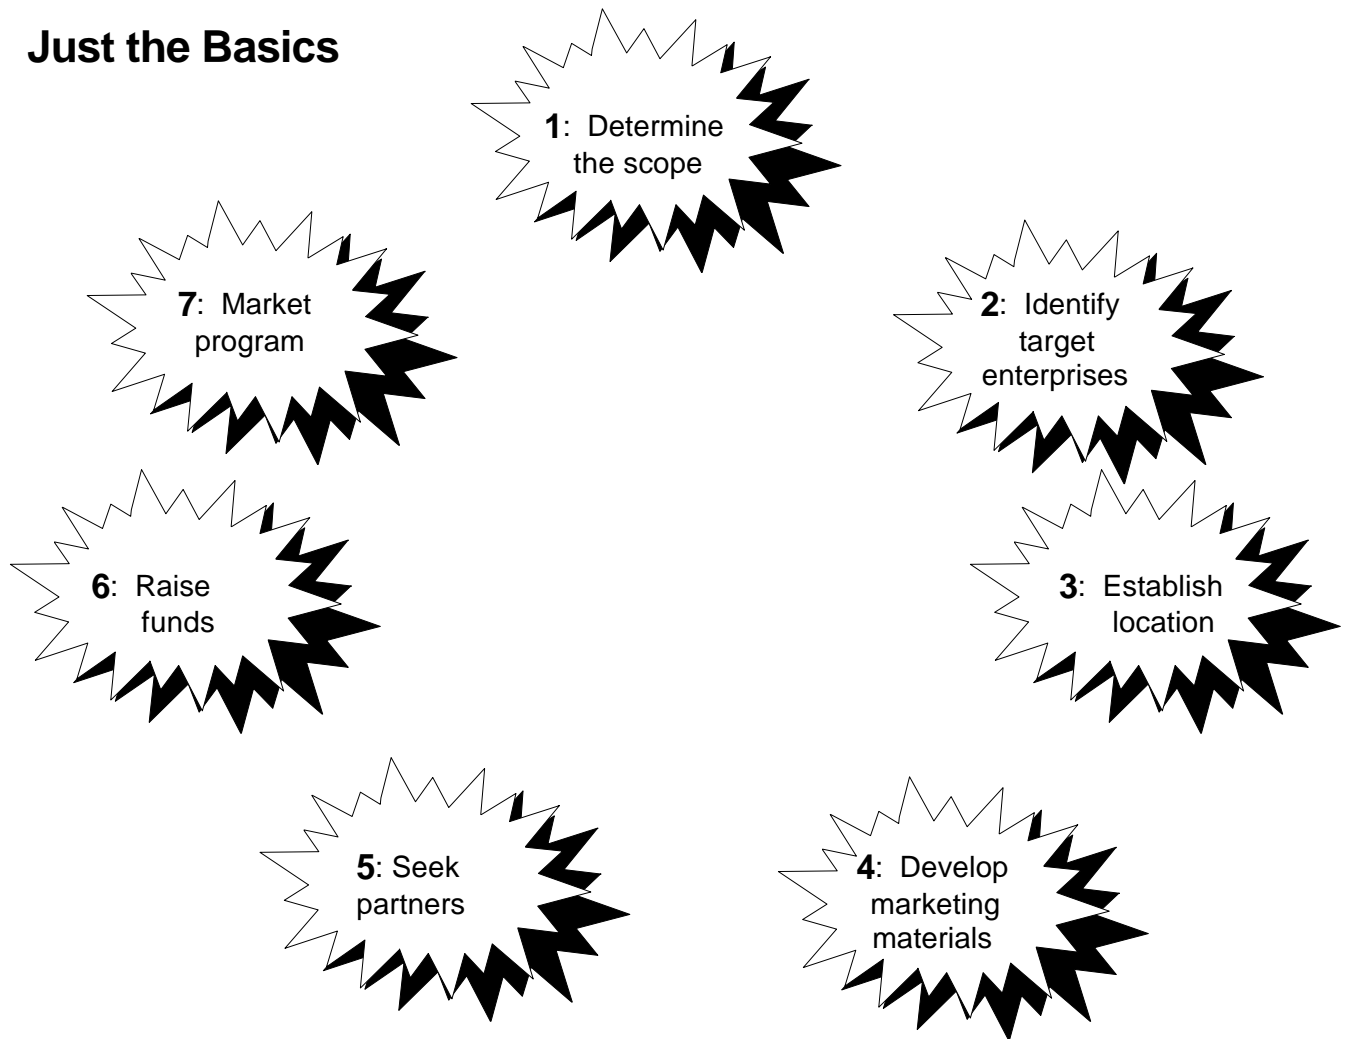 Just the Basics
1: Determine
the scope
2: Identify
target
enterprises
3: Establish
location
4: Develop
marketing
materials
5: Seek
partners
6: Raise
funds
7: Market
program